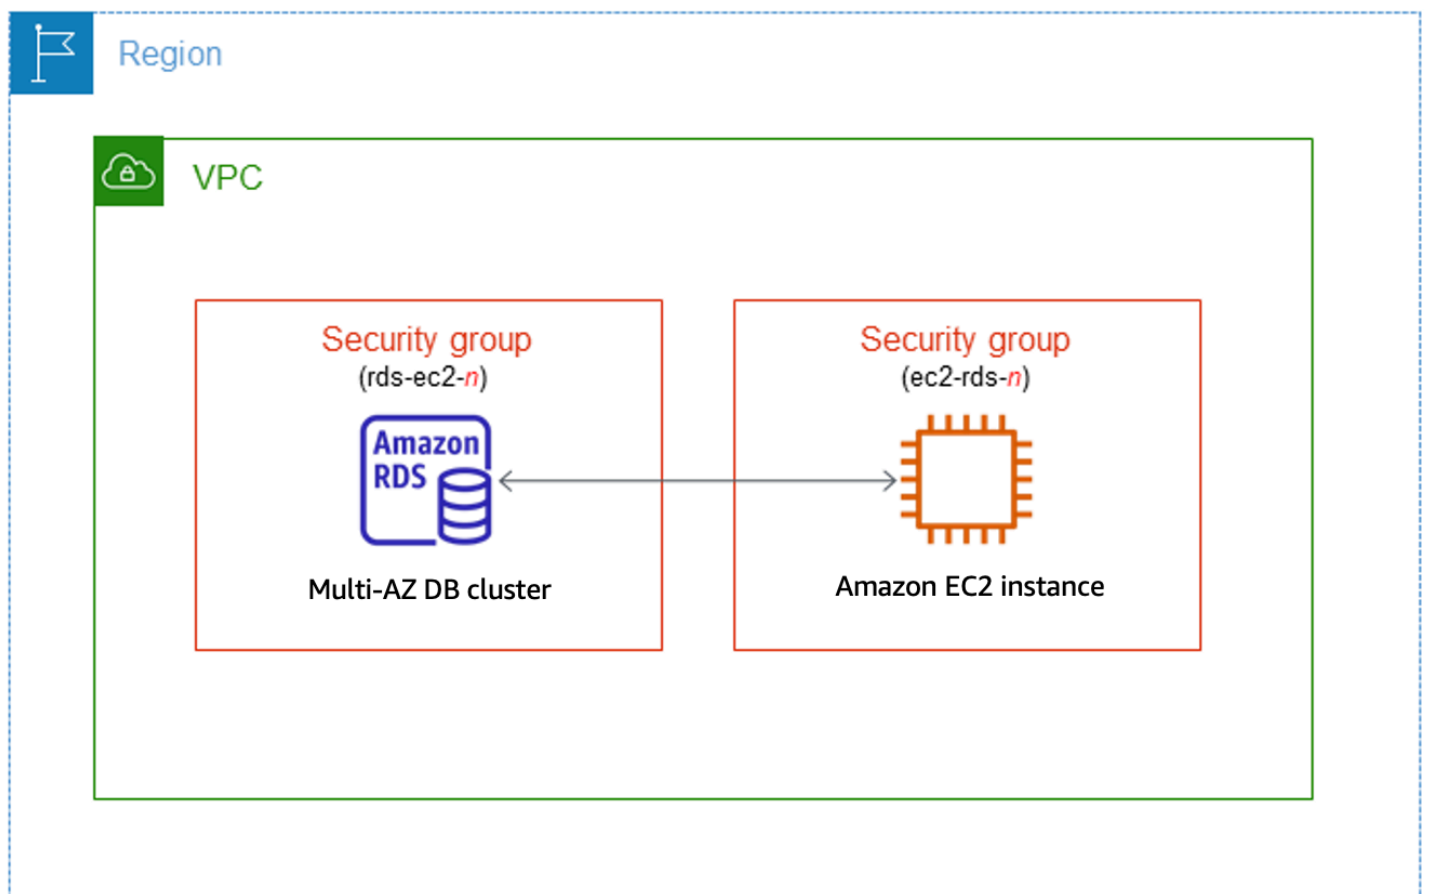 Region
VPC
Security group
(rds-ec2-n)
Amazon
RDS
Multi-AZ DB cluster
Security group
(ec2-rds-n)
Amazon EC2 instance